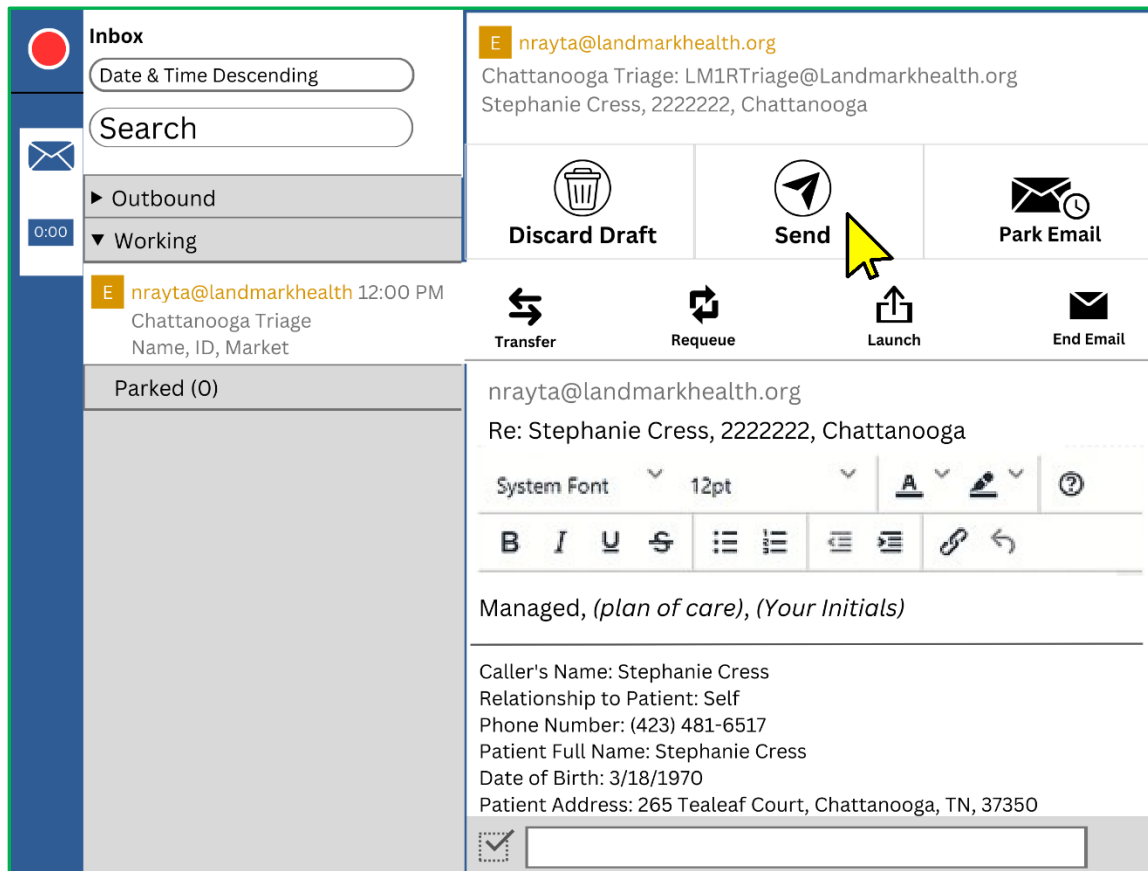 Inbox
Date & Time Descending
Search
0:00
▶ Outbound
▼ Working
E nrayta@landmarkhealth 12:00 PM
Chattanooga Triage
Name, ID, Market
Parked (0)
E nrayta@landmarkhealth.org
Chattanooga Triage: LM1RTriage@Landmarkhealth.org
Stephanie Cress, 2222222, Chattanooga
Discard Draft Send Park Email
Transfer Requeue Launch End Email
nrayta@landmarkhealth.org
Re: Stephanie Cress, 2222222, Chattanooga
System Font 12pt A
B I U S
Managed, (plan of care), (Your Initials)
Caller's Name: Stephanie Cress
Relationship to Patient: Self
Phone Number: (423) 481-6517
Patient Full Name: Stephanie Cress
Date of Birth: 3/18/1970
Patient Address: 265 Tealeaf Court, Chattanooga, TN, 37350